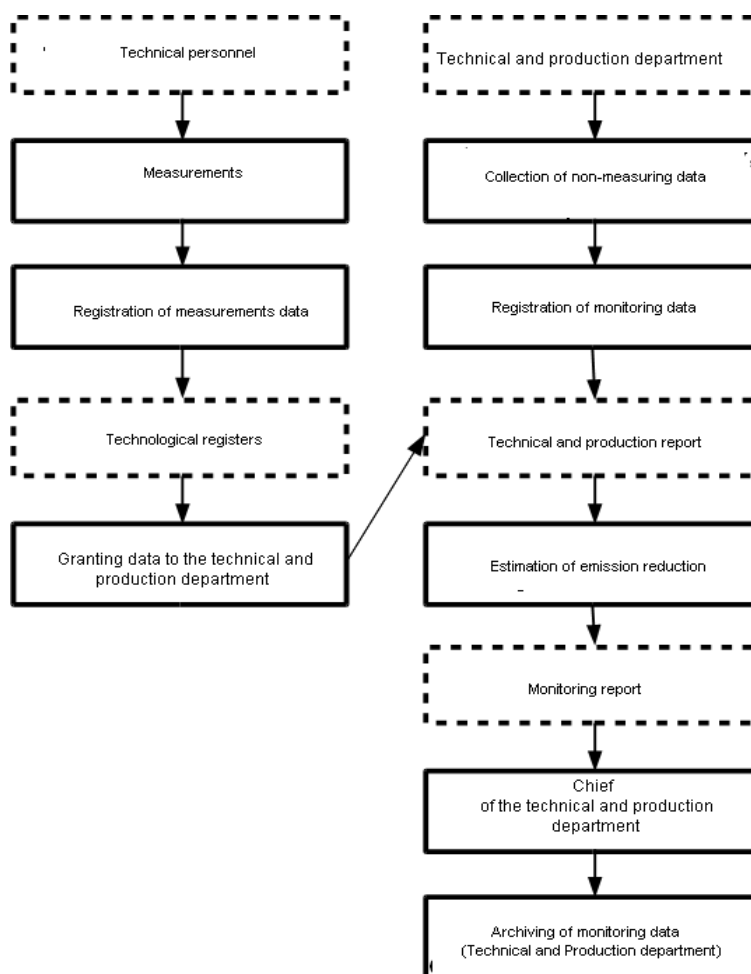 Technical personnel
Measurements
Registration of measurements data
Technological registers
Granting data to the technical and
production department
Technical and production department
Collection of non-measuring data
Registration of monitoring data
Technical and production report
Estimation of emission reduction
Monitoring report
Chief
of the technical and production
department
Archiving of monitoring data
(Technical and Production department)